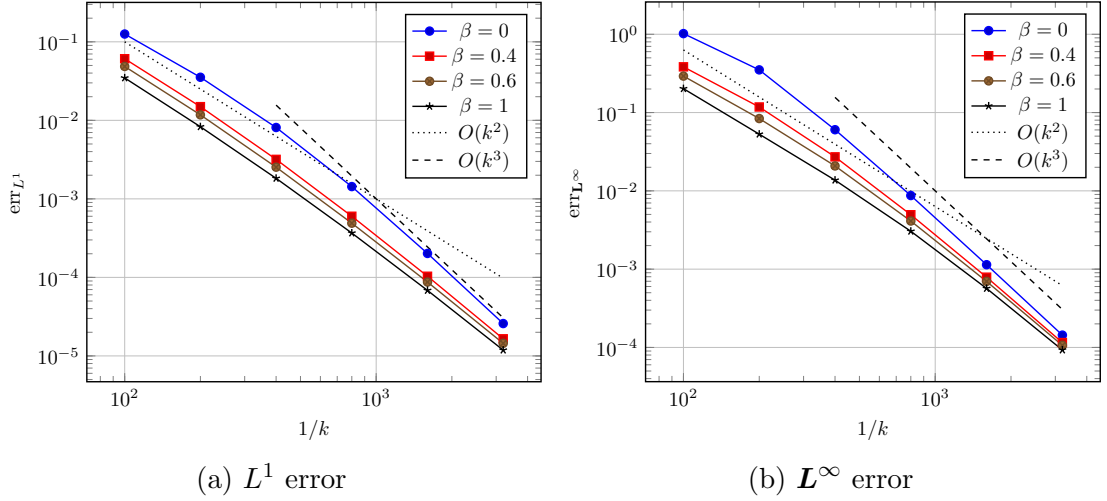 10^{-1}
10^{-2}
10^{-3}
10^{-4}
10^{-5}
err_{L^1}
10^2
10^3
1/k
β = 0
β = 0.4
β = 0.6
β = 1
O(k^2)
O(k^3)
(a) L^1 error
10^0
10^{-1}
10^{-2}
10^{-3}
10^{-4}
err_{L^∞}
10^2
10^3
1/k
β = 0
β = 0.4
β = 0.6
β = 1
O(k^2)
O(k^3)
(b) L^∞ error